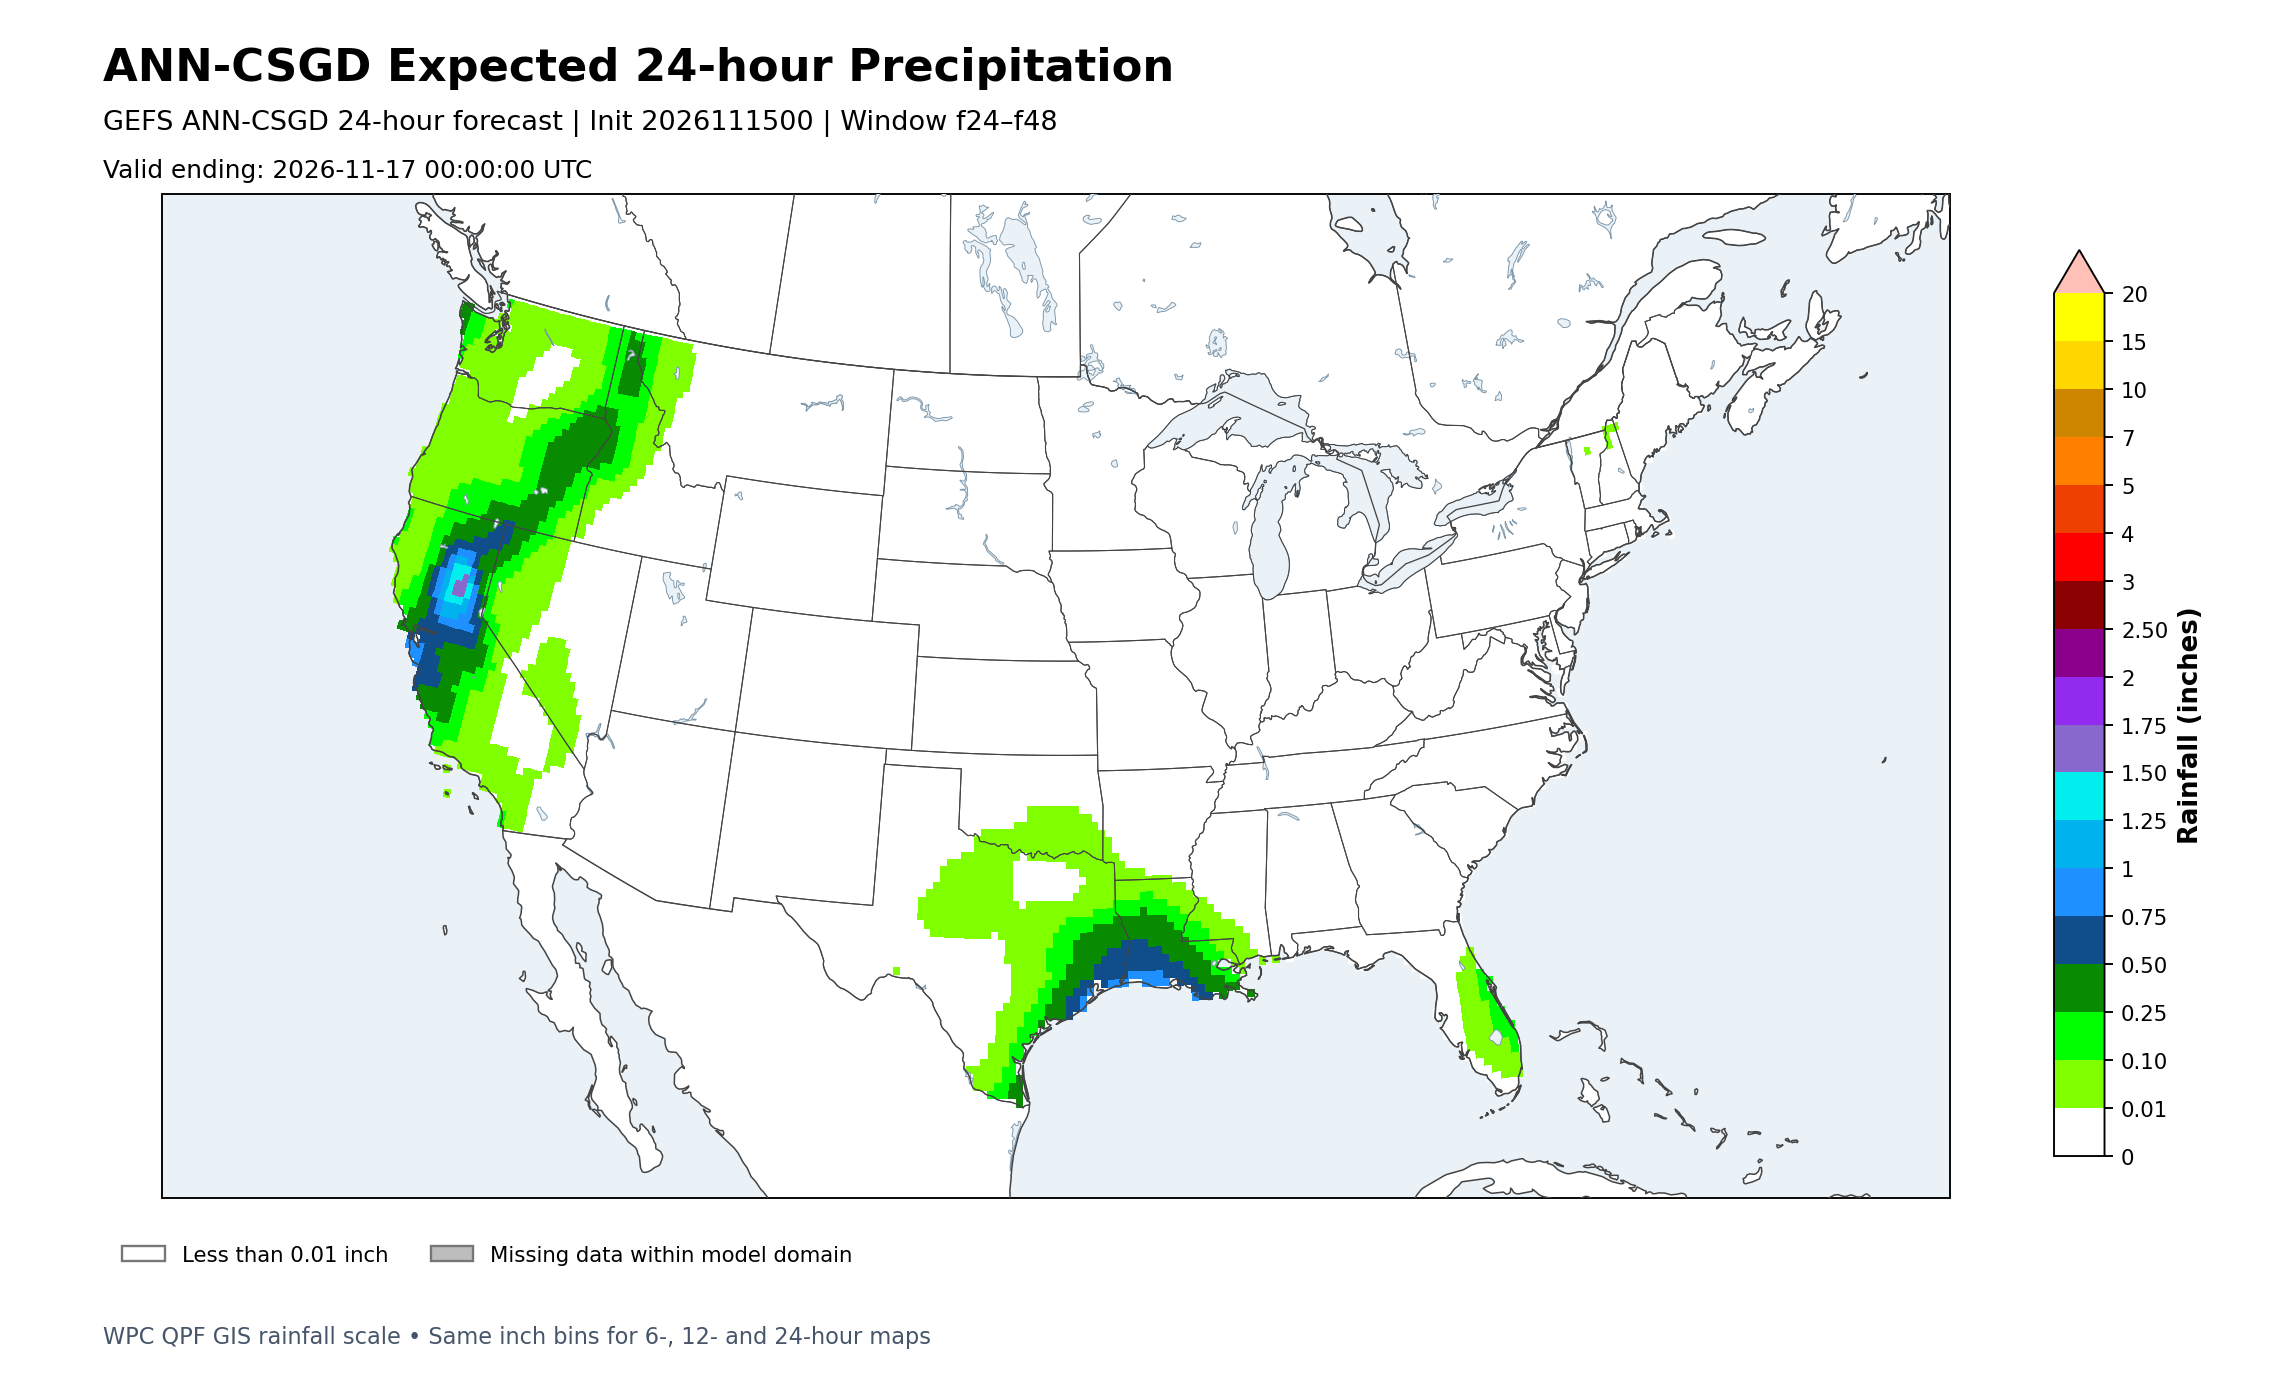 ANN-CSGD Expected 24-hour Precipitation
GEFS ANN-CSGD 24-hour forecast | Init 2026111500 | Window f24–f48
Valid ending: 2026-11-17 00:00:00 UTC
20
15
10
7
5
4
3
2.50
2
1.75
1.50
1.25
1
0.75
0.50
0.25
0.10
0.01
0
Rainfall (inches)
Less than 0.01 inch
Missing data within model domain
WPC QPF GIS rainfall scale • Same inch bins for 6-, 12- and 24-hour maps